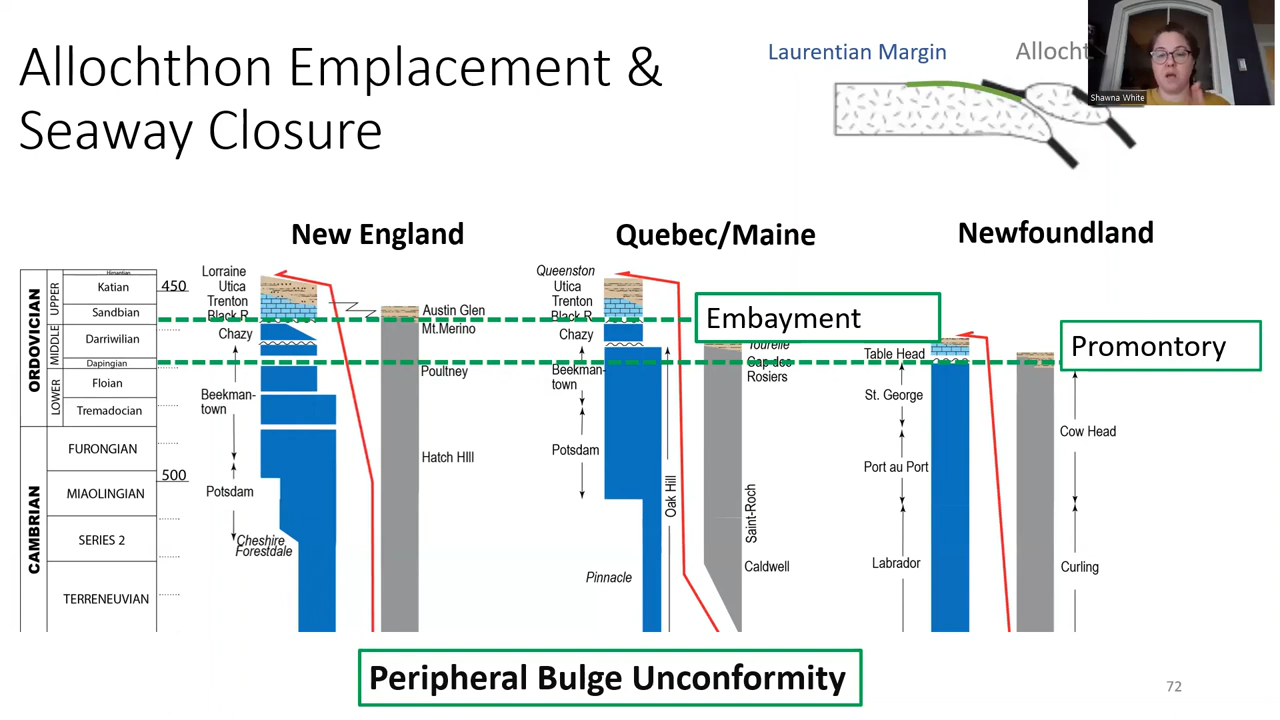 Allochthon Emplacement &
Seaway Closure
Laurentian Margin
Allocht
Shawna White
New England
Quebec/Maine
Newfoundland
ORDOVICIAN
UPPER
MIDDLE
LOWER
Hirnantian
Katian
Sandbian
Darriwilian
Dapingian
Floian
Tremadocian
CAMBRIAN
FURONGIAN
MIAOLINGIAN
SERIES 2
TERRENEUVIAN
450
500
Lorraine
Utica
Trenton
Black R
Chazy
Beekman-
town
Potsdam
Cheshire
Forestdale
Austin Glen
Mt.Merino
Poultney
Hatch HIll
Queenston
Utica
Trenton
Black R
Chazy
Beekman-
town
Potsdam
Pinnacle
Oak Hill
Tourelle
Cap des
Rosiers
Saint-Roch
Caldwell
Embayment
Promontory
Table Head
St. George
Port au Port
Labrador
Cow Head
Curling
Peripheral Bulge Unconformity
72